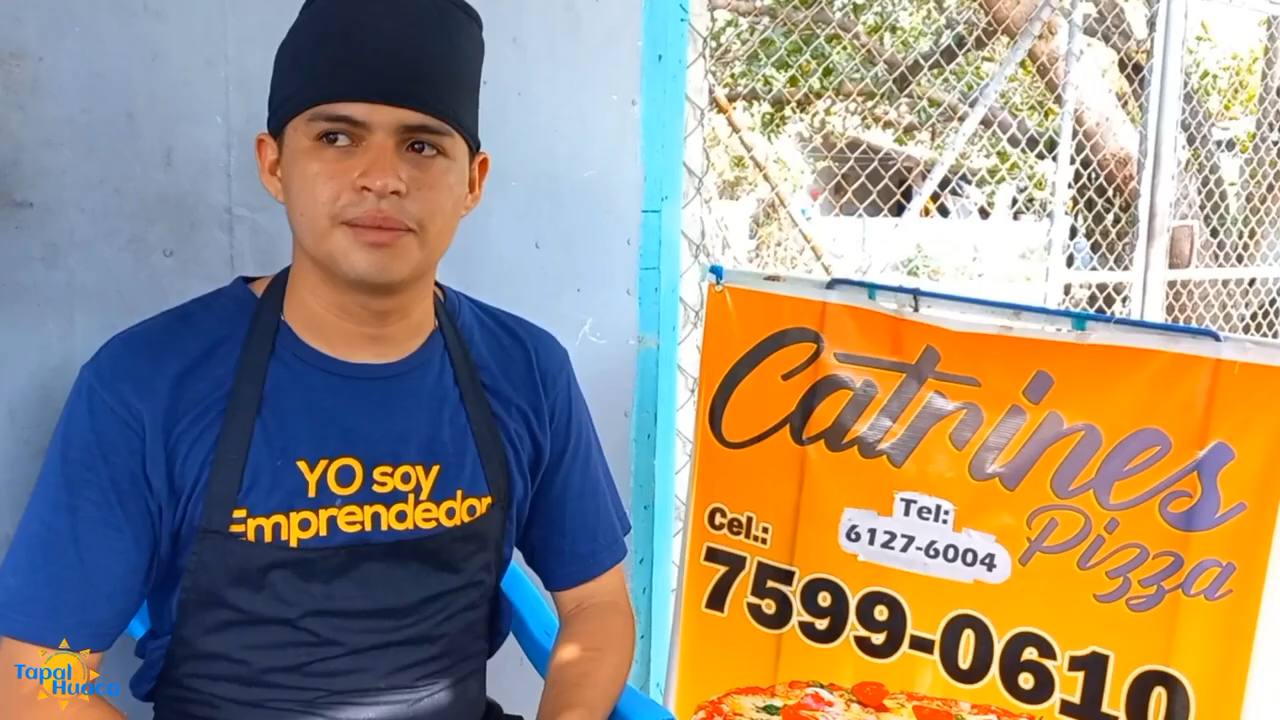 YO soy
Emprendedor
Catrines
Pizza
Tel:
6127-6004
Cel.:
7599-0610
Tapal
Huaca